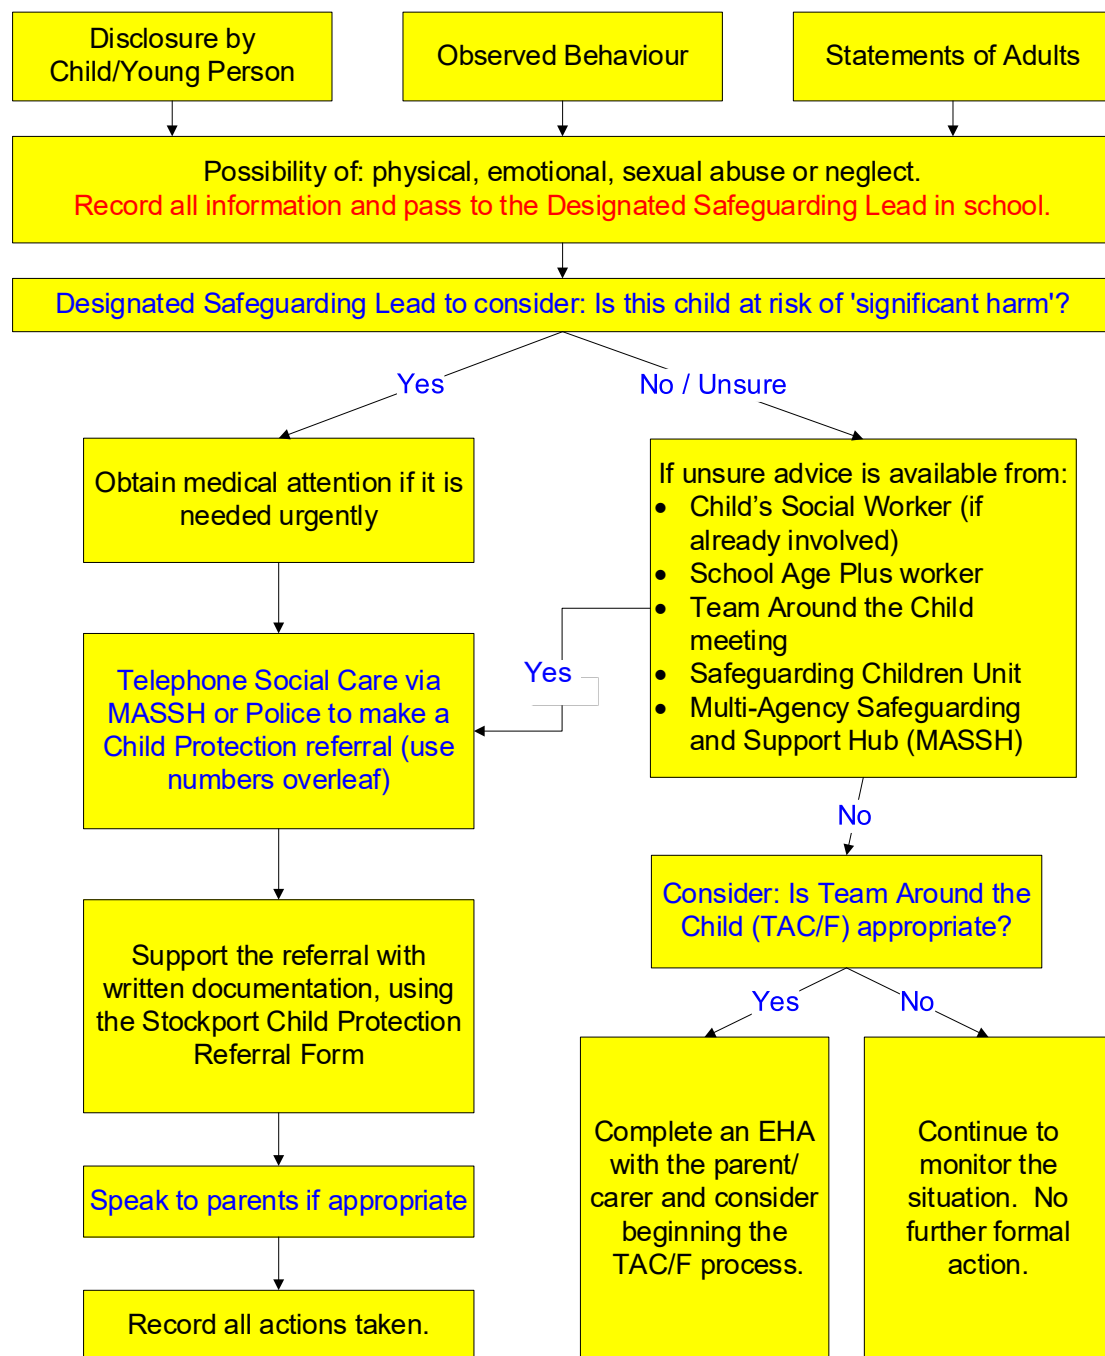 Disclosure by
Child/Young Person
Observed Behaviour
Statements of Adults
Possibility of: physical, emotional, sexual abuse or neglect.
Record all information and pass to the Designated Safeguarding Lead in school.
Designated Safeguarding Lead to consider: Is this child at risk of 'significant harm'?
Yes
No / Unsure
Obtain medical attention if it is
needed urgently
If unsure advice is available from:
• Child’s Social Worker (if
already involved)
• School Age Plus worker
• Team Around the Child
meeting
• Safeguarding Children Unit
• Multi-Agency Safeguarding
and Support Hub (MASSH)
Yes
Telephone Social Care via
MASSH or Police to make a
Child Protection referral (use
numbers overleaf)
No
Consider: Is Team Around the
Child (TAC/F) appropriate?
Support the referral with
written documentation, using
the Stockport Child Protection
Referral Form
Yes
No
Complete an EHA
with the parent/
carer and consider
beginning the
TAC/F process.
Continue to
monitor the
situation.  No
further formal
action.
Speak to parents if appropriate
Record all actions taken.